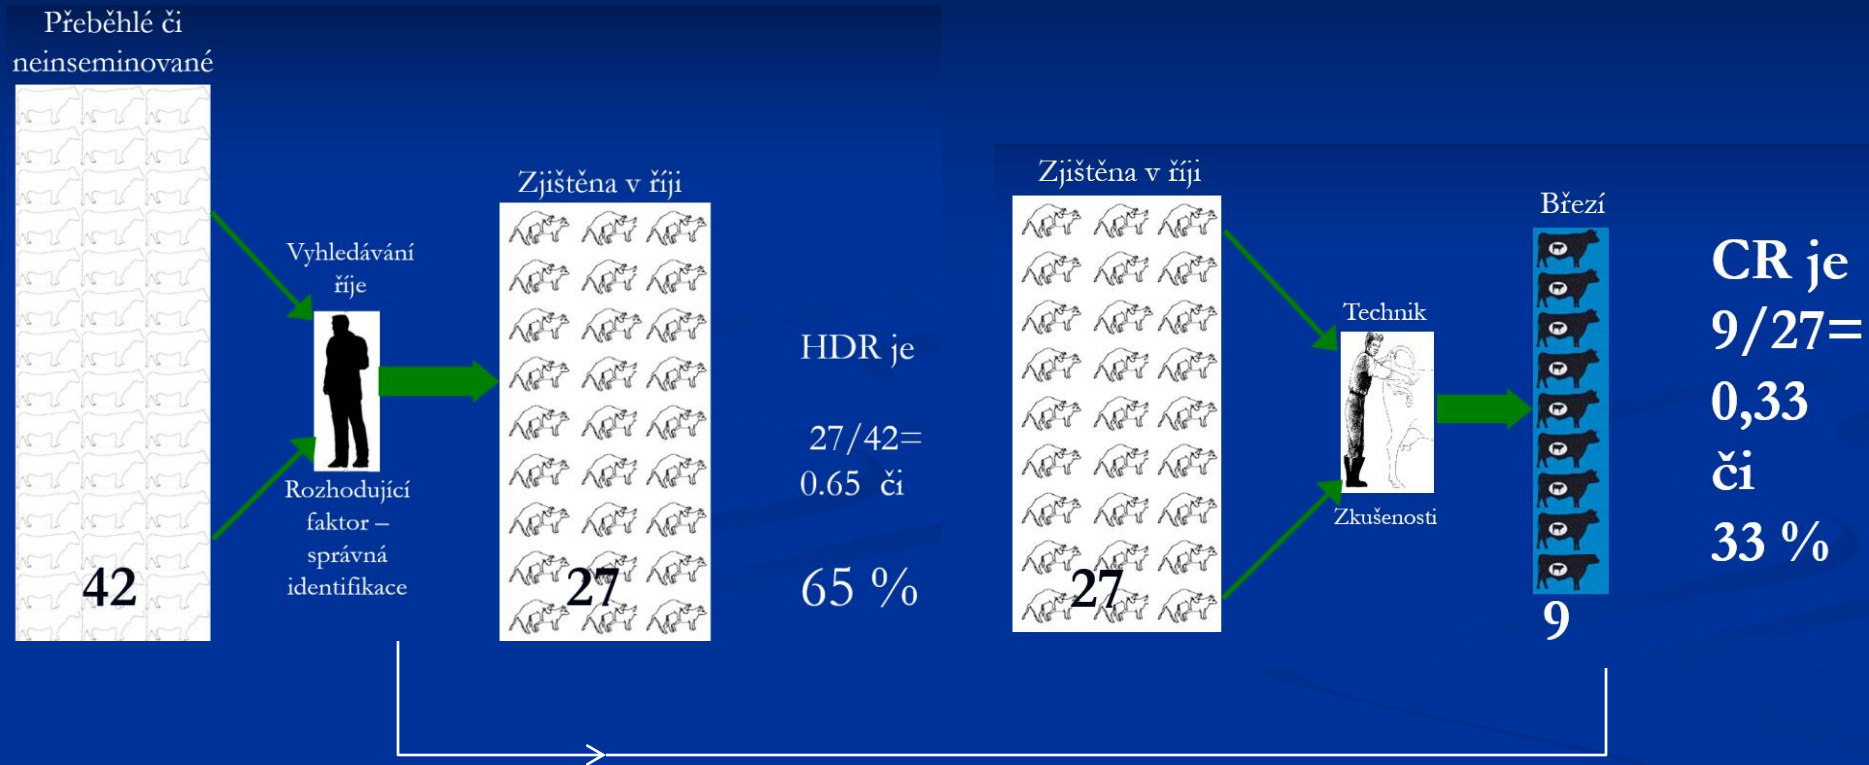 Přeběhlé či
neinseminované
42
Vyhledávání
říje
Rozhodující
faktor –
správná
identifikace
Zjištěna v říji
27
HDR je
27/42=
0.65 či
65 %
Zjištěna v říji
27
Technik
Zkušenosti
Březí
9
CR je
9/27=
0,33
či
33 %